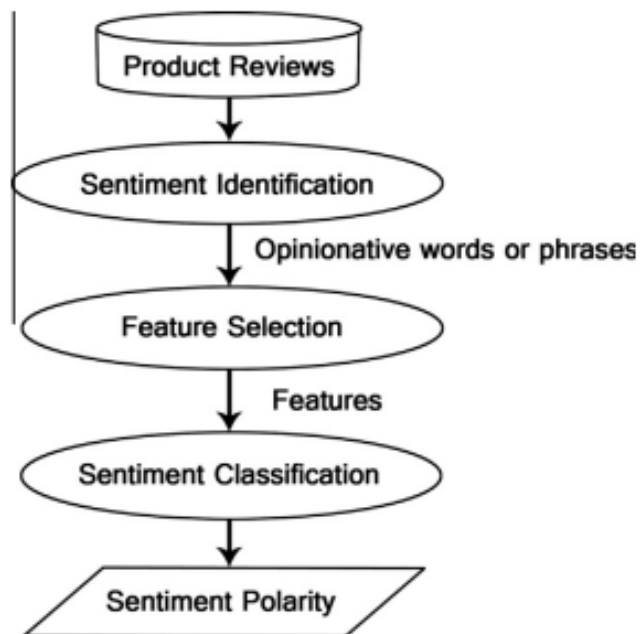 Product Reviews
Sentiment Identification
Opinionative words or phrases
Feature Selection
Features
Sentiment Classification
Sentiment Polarity